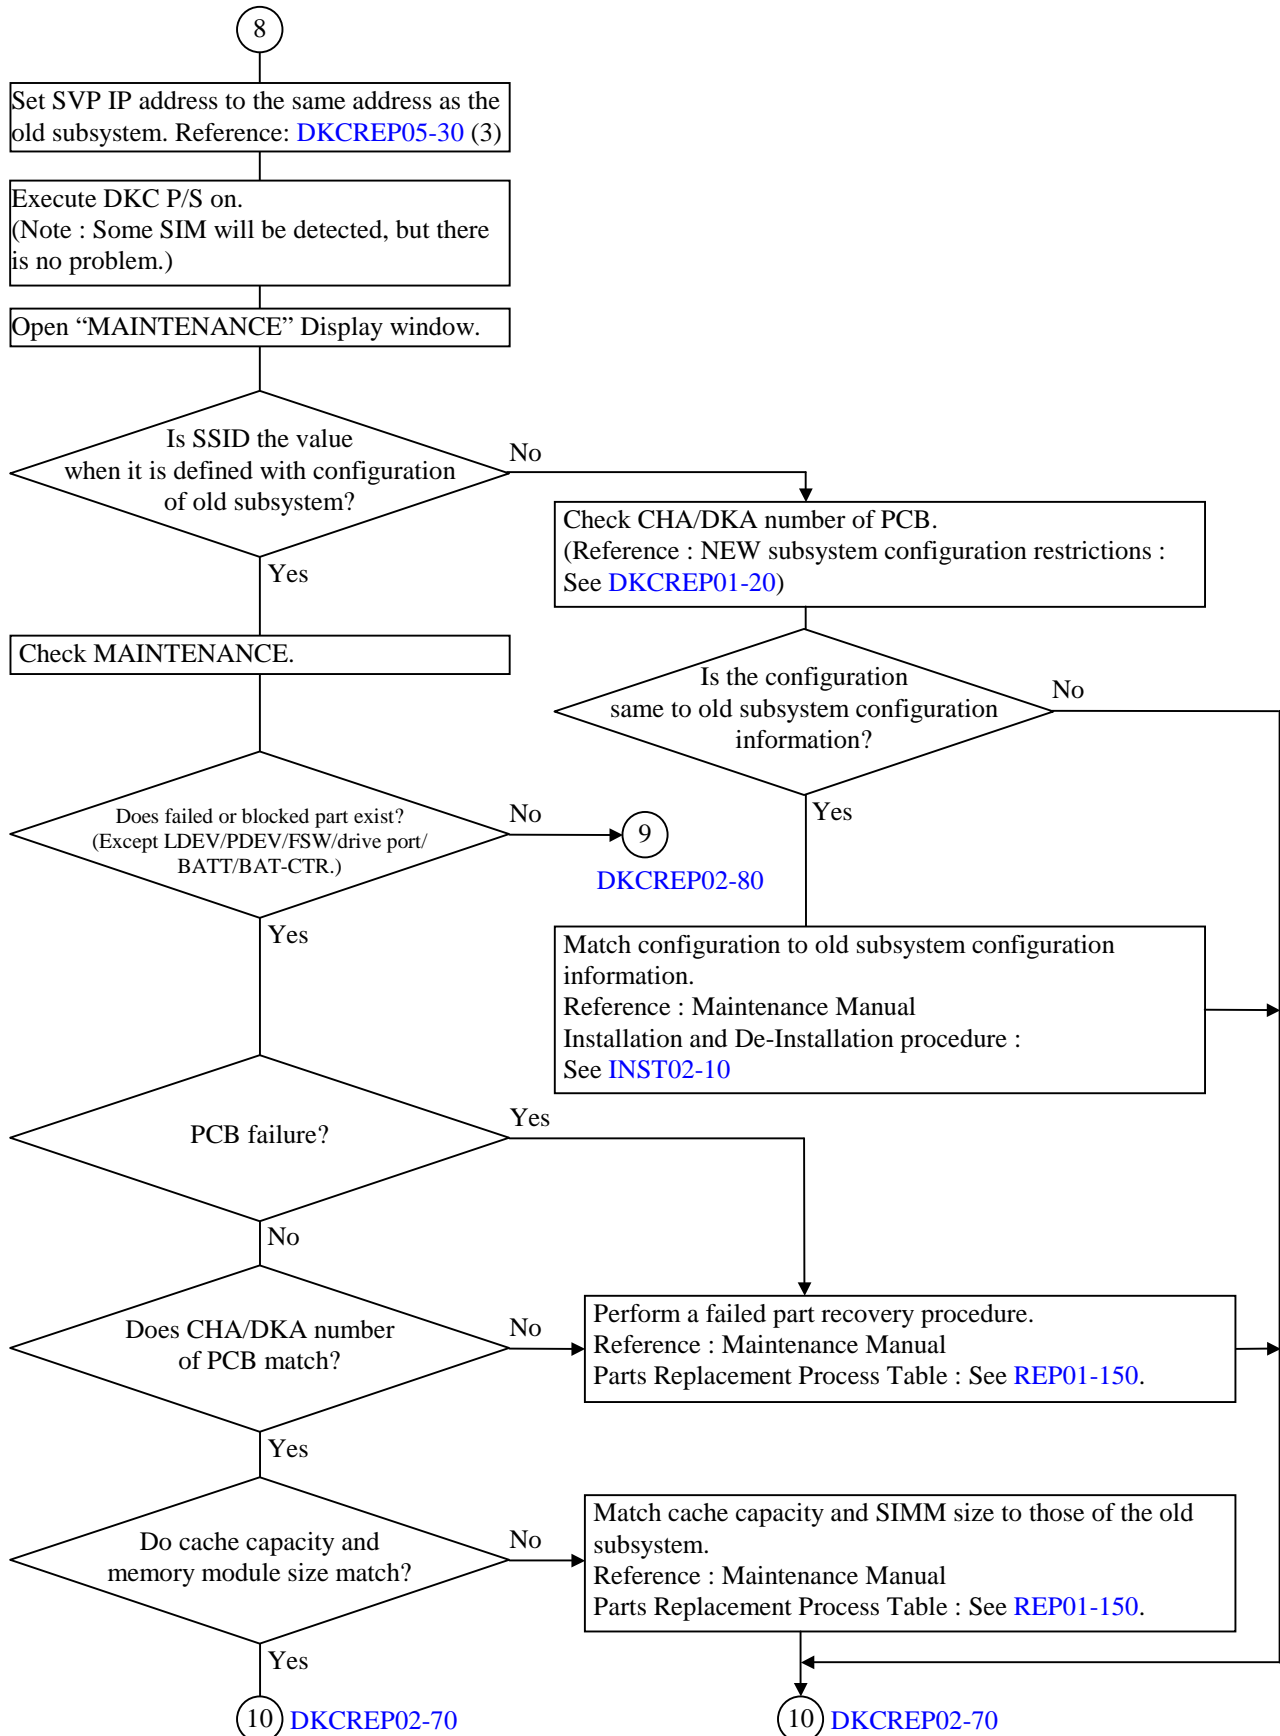 8
Set SVP IP address to the same address as the
old subsystem. Reference: DKCREP05-30 (3)
Execute DKC P/S on.
(Note : Some SIM will be detected, but there
is no problem.)
Open “MAINTENANCE” Display window.
Is SSID the value
when it is defined with configuration
of old subsystem?
No
Yes
Check CHA/DKA number of PCB.
(Reference : NEW subsystem configuration restrictions :
See DKCREP01-20)
Check MAINTENANCE.
Is the configuration
same to old subsystem configuration
information?
No
Yes
Does failed or blocked part exist?
(Except LDEV/PDEV/FSW/drive port/
BATT/BAT-CTR.)
No
9
DKCREP02-80
Yes
Match configuration to old subsystem configuration
information.
Reference : Maintenance Manual
Installation and De-Installation procedure :
See INST02-10
PCB failure?
Yes
No
Does CHA/DKA number
of PCB match?
No
Perform a failed part recovery procedure.
Reference : Maintenance Manual
Parts Replacement Process Table : See REP01-150.
Yes
Do cache capacity and
memory module size match?
No
Match cache capacity and SIMM size to those of the old
subsystem.
Reference : Maintenance Manual
Parts Replacement Process Table : See REP01-150.
Yes
10 DKCREP02-70
10 DKCREP02-70